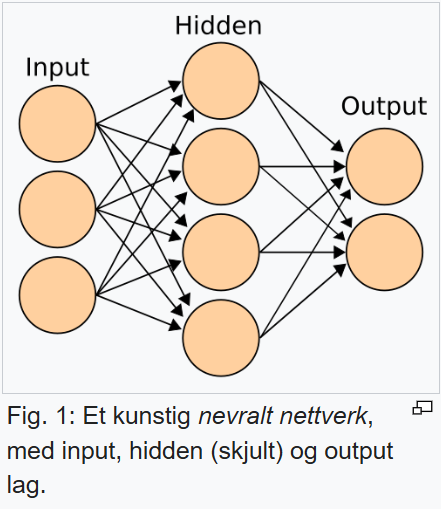 Hidden
Input
Output
Fig. 1: Et kunstig nevralt nettverk,
med input, hidden (skjult) og output
lag.